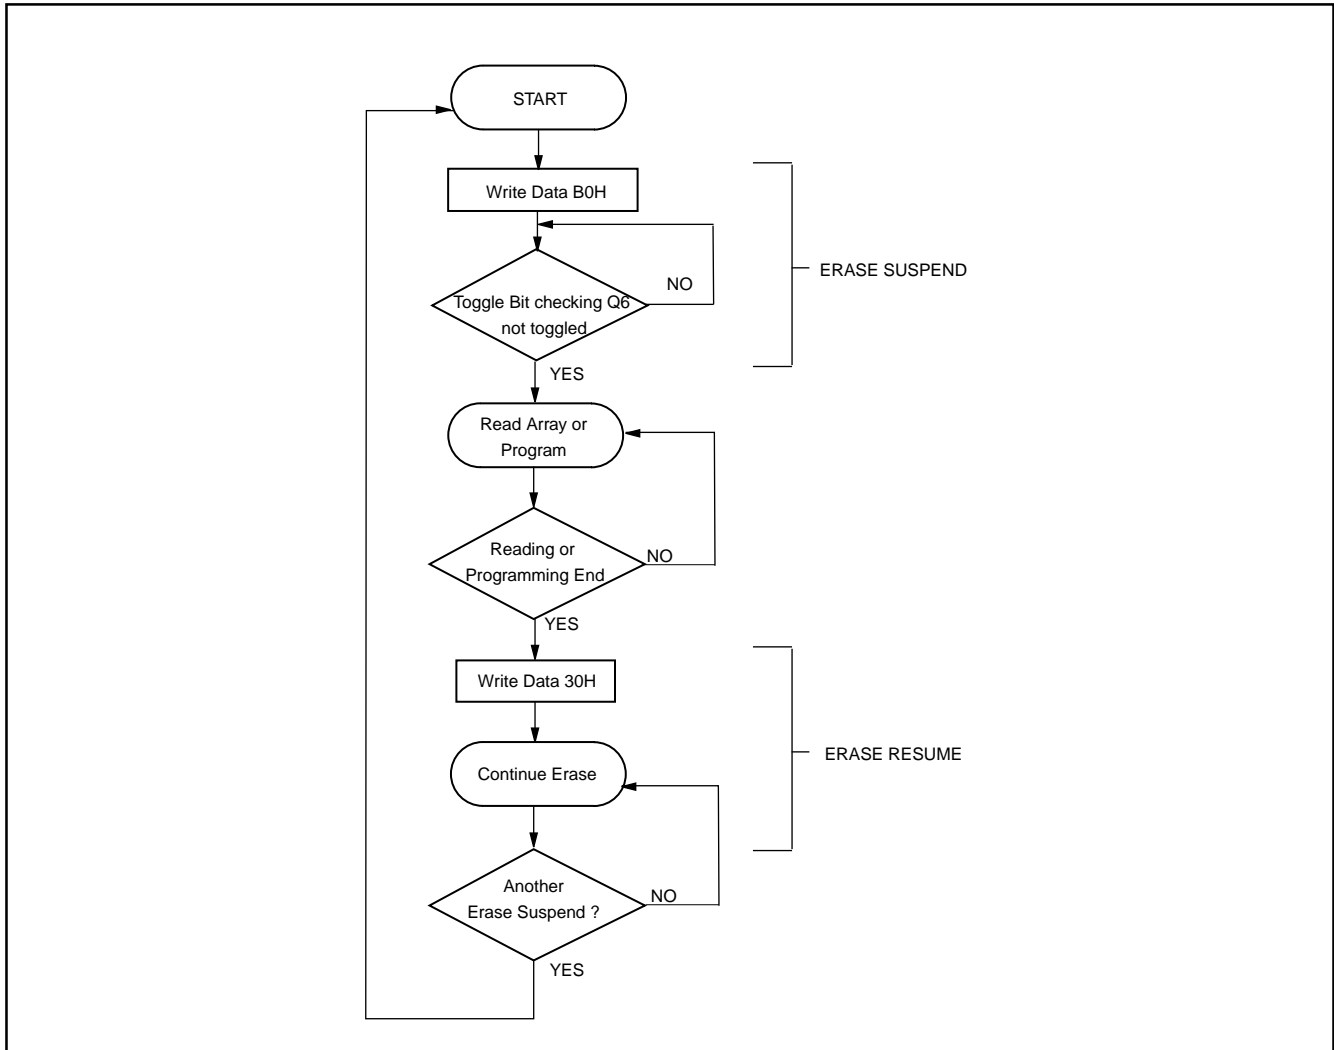 START
Write Data B0H
ERASE SUSPEND
NO
Toggle Bit checking Q6
not toggled
YES
Read Array or
Program
Reading or
NO
Programming End
YES
Write Data 30H
ERASE RESUME
Continue Erase
Another
NO
Erase Suspend ?
YES